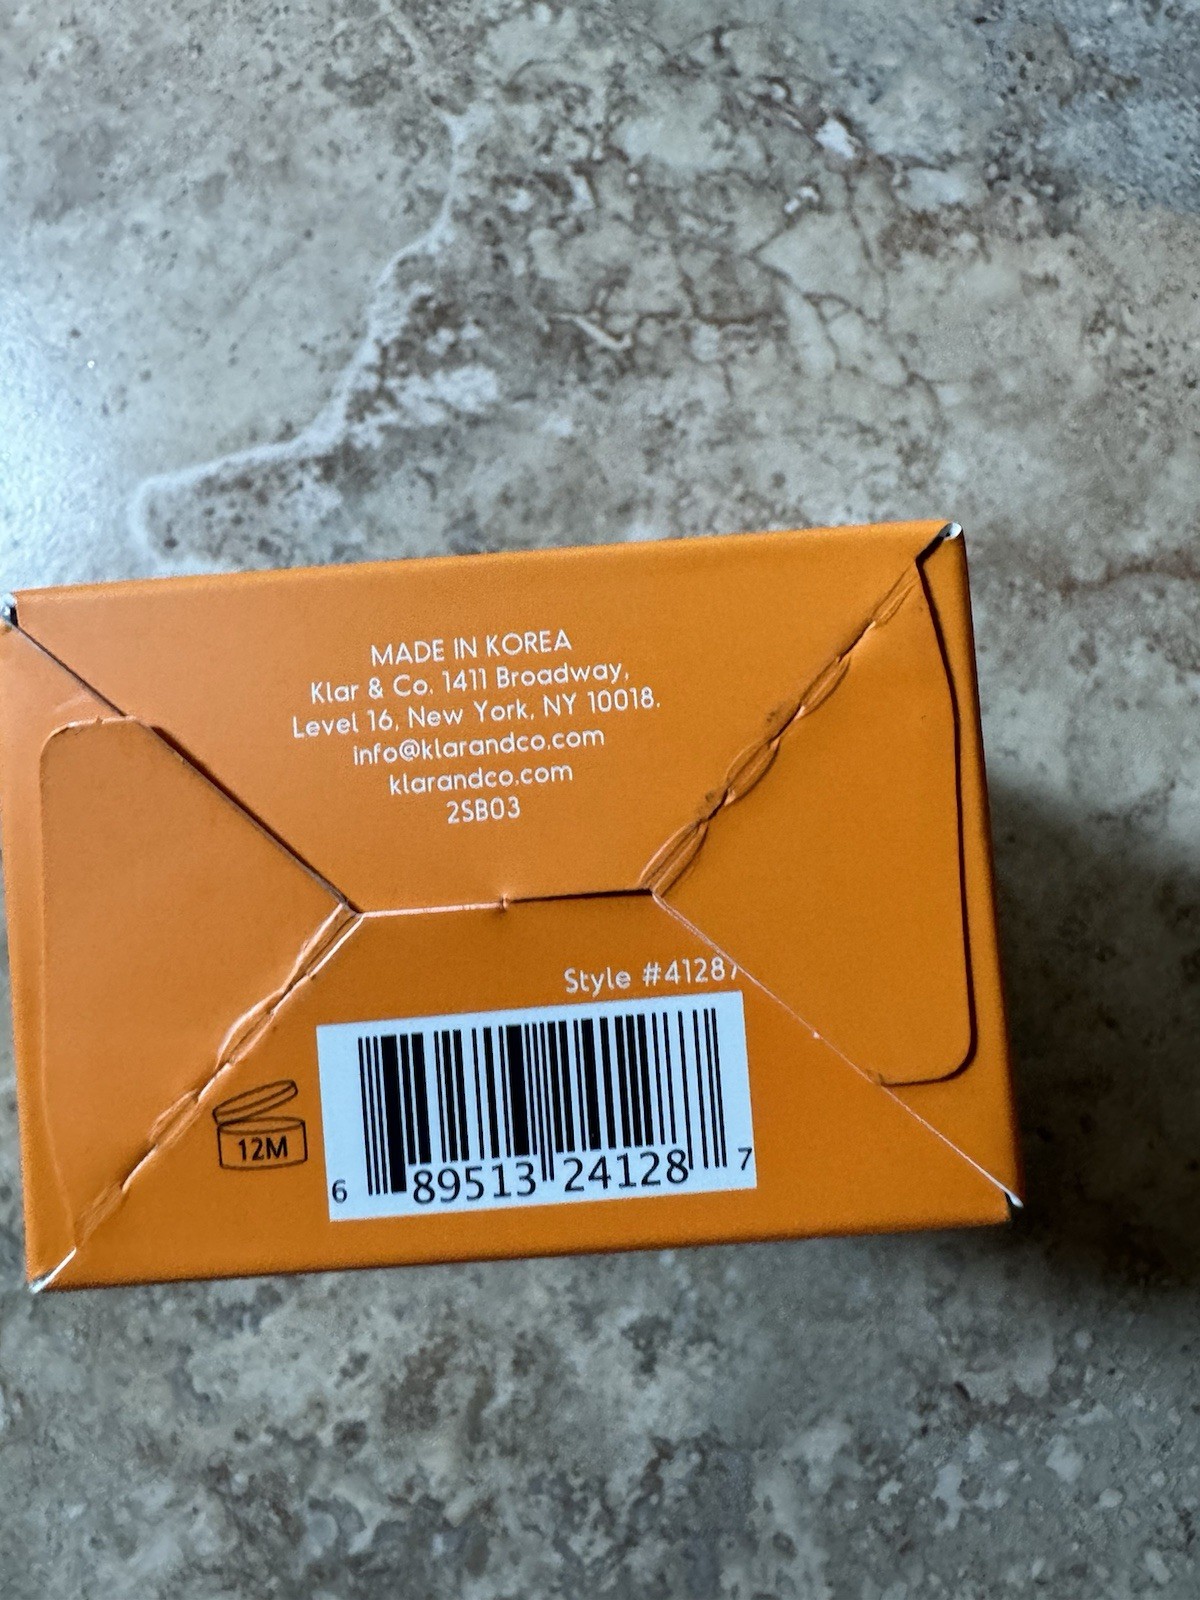 MADE IN KOREA
Klar & Co. 1411 Broadway,
Level 16, New York, NY 10018.
info@klarandco.com
klarandco.com
2SB03
Style #41287
12M
6 89513 24128 7